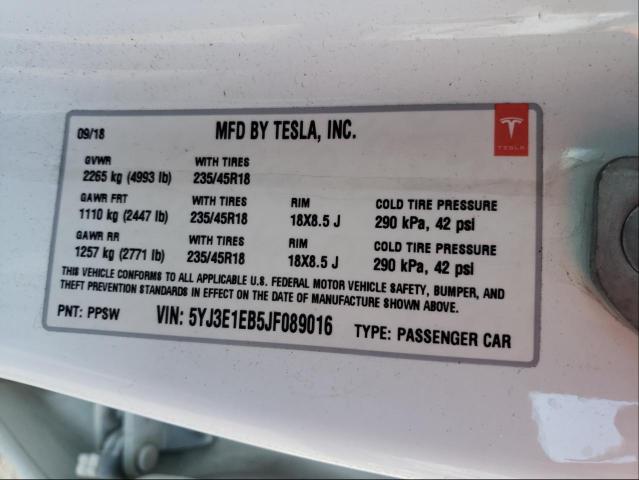 09/18 MFD BY TESLA, INC.
TESLA
GVWR WITH TIRES
2265 kg (4993 lb) 235/45R18
GAWR FRT WITH TIRES RIM COLD TIRE PRESSURE
1110 kg (2447 lb) 235/45R18 18X8.5 J 290 kPa, 42 psi
GAWR RR WITH TIRES RIM COLD TIRE PRESSURE
1257 kg (2771 lb) 235/45R18 18X8.5 J 290 kPa, 42 psi
THIS VEHICLE CONFORMS TO ALL APPLICABLE U.S. FEDERAL MOTOR VEHICLE SAFETY, BUMPER, AND
THEFT PREVENTION STANDARDS IN EFFECT ON THE DATE OF MANUFACTURE SHOWN ABOVE.
PNT: PPSW VIN: 5YJ3E1EB5JF089016 TYPE: PASSENGER CAR